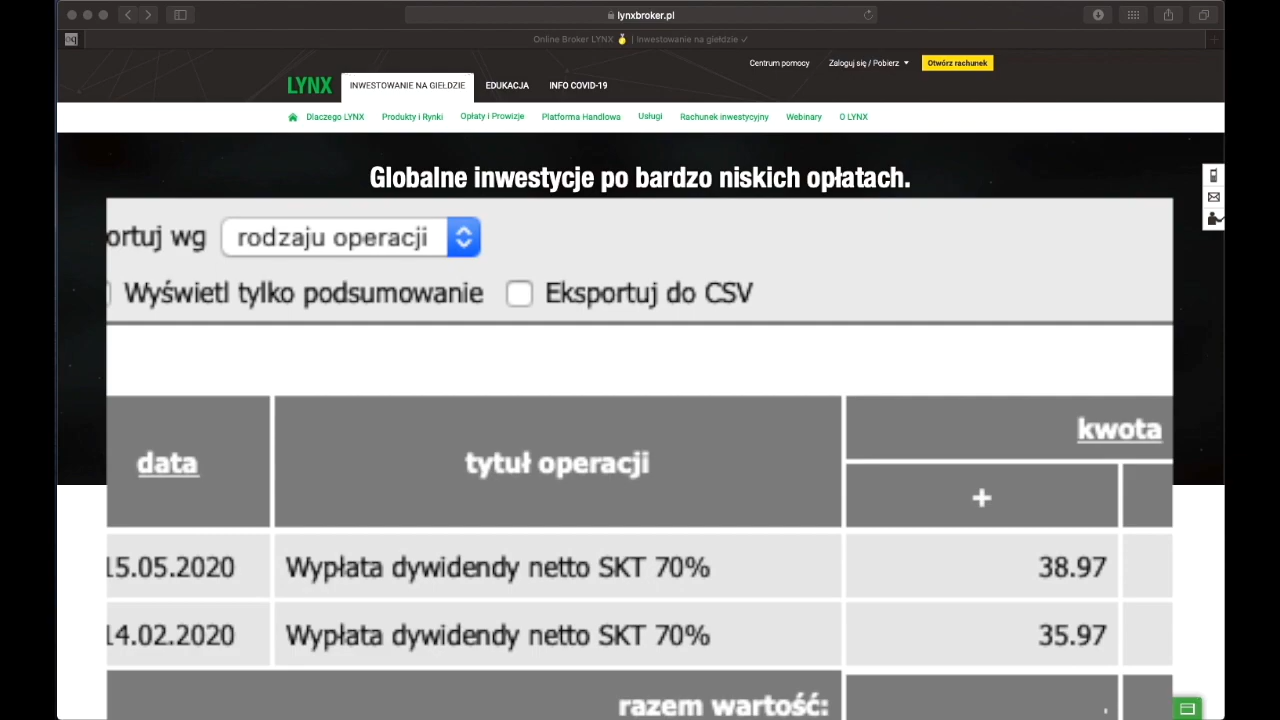 lynxbroker.pl
Online Broker LYNX 🥇 | Inwestowanie na giełdzie ✓
Centrum pomocy
Zaloguj się / Pobierz
Otwórz rachunek
LYNX
INWESTOWANIE NA GIEŁDZIE
EDUKACJA
INFO COVID-19
Dlaczego LYNX
Produkty i Rynki
Opłaty i Prowizje
Platforma Handlowa
Usługi
Rachunek inwestycyjny
Webinary
O LYNX
Globalne inwestycje po bardzo niskich opłatach.
ortuj wg rodzaju operacji
Wyświetl tylko podsumowanie Eksportuj do CSV
data tytuł operacji kwota
+
15.05.2020 Wypłata dywidendy netto SKT 70% 38.97
14.02.2020 Wypłata dywidendy netto SKT 70% 35.97
razem wartość: